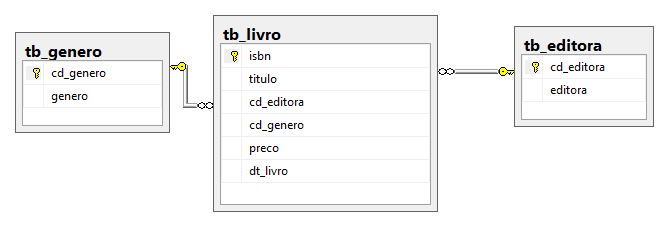 tb_genero
cd_genero
genero
tb_livro
isbn
titulo
cd_editora
cd_genero
preco
dt_livro
tb_editora
cd_editora
editora